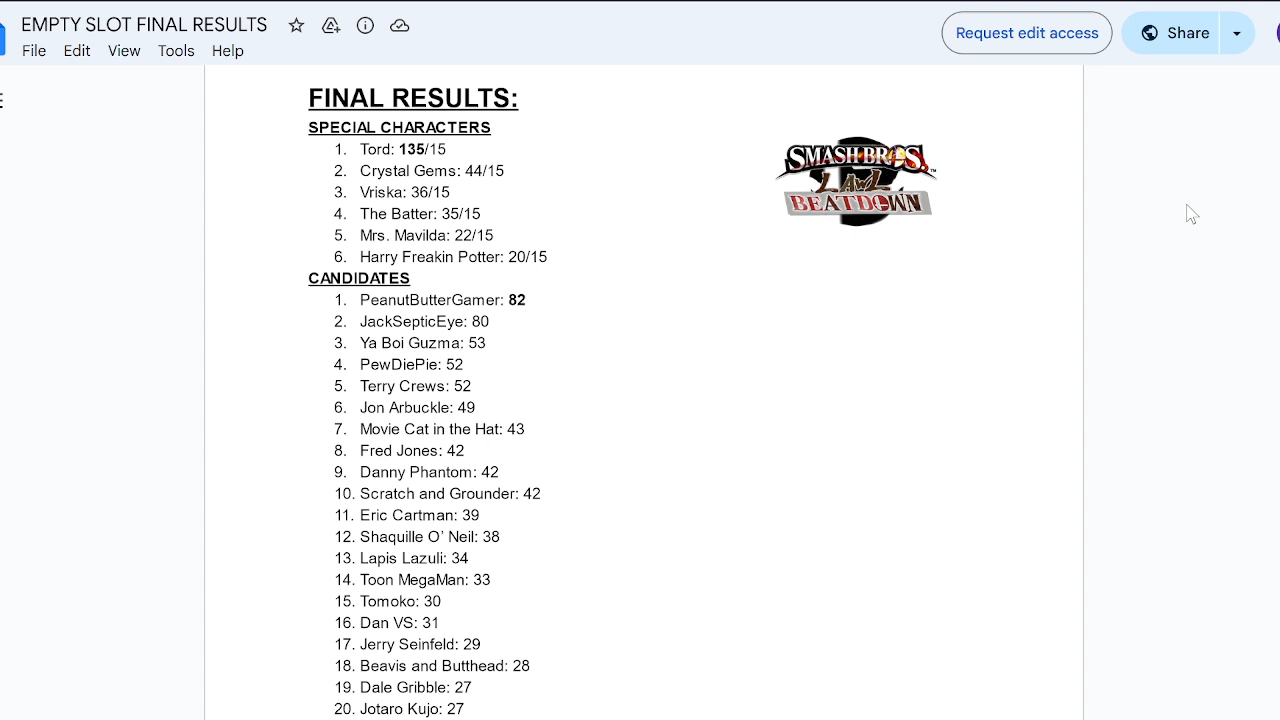 EMPTY SLOT FINAL RESULTS
File Edit View Tools Help
Request edit access
Share
FINAL RESULTS:
SPECIAL CHARACTERS
1. Tord: 135/15
2. Crystal Gems: 44/15
3. Vriska: 36/15
4. The Batter: 35/15
5. Mrs. Mavilda: 22/15
6. Harry Freakin Potter: 20/15
SMASH BROS.™
LAWL
BEATDOWN
CANDIDATES
1. PeanutButterGamer: 82
2. JackSepticEye: 80
3. Ya Boi Guzma: 53
4. PewDiePie: 52
5. Terry Crews: 52
6. Jon Arbuckle: 49
7. Movie Cat in the Hat: 43
8. Fred Jones: 42
9. Danny Phantom: 42
10. Scratch and Grounder: 42
11. Eric Cartman: 39
12. Shaquille O’ Neil: 38
13. Lapis Lazuli: 34
14. Toon MegaMan: 33
15. Tomoko: 30
16. Dan VS: 31
17. Jerry Seinfeld: 29
18. Beavis and Butthead: 28
19. Dale Gribble: 27
20. Jotaro Kujo: 27